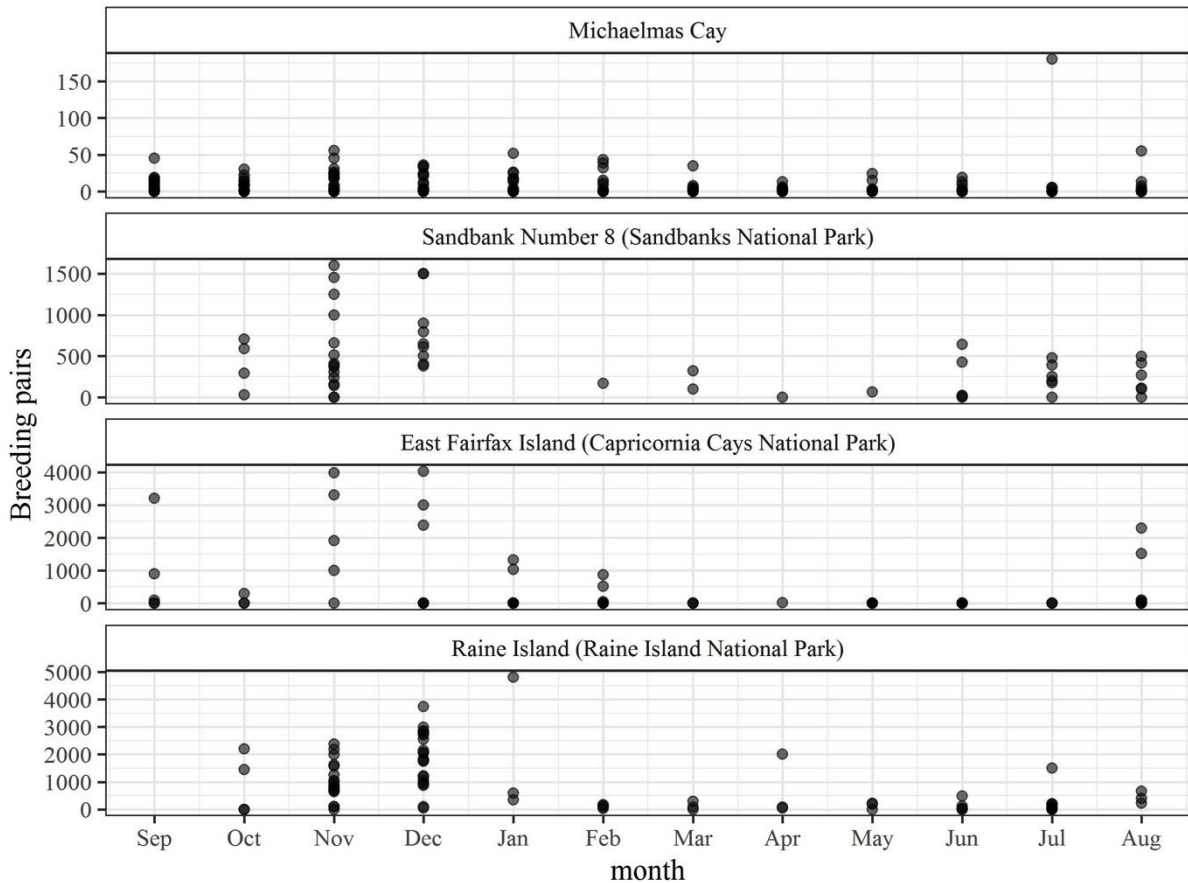 Michaelmas Cay
150
100
50
0
Sandbank Number 8 (Sandbanks National Park)
1500
1000
500
0
East Fairfax Island (Capricornia Cays National Park)
4000
3000
2000
1000
0
Raine Island (Raine Island National Park)
5000
4000
3000
2000
1000
0
Breeding pairs
Sep Oct Nov Dec Jan Feb Mar Apr May Jun Jul Aug
month